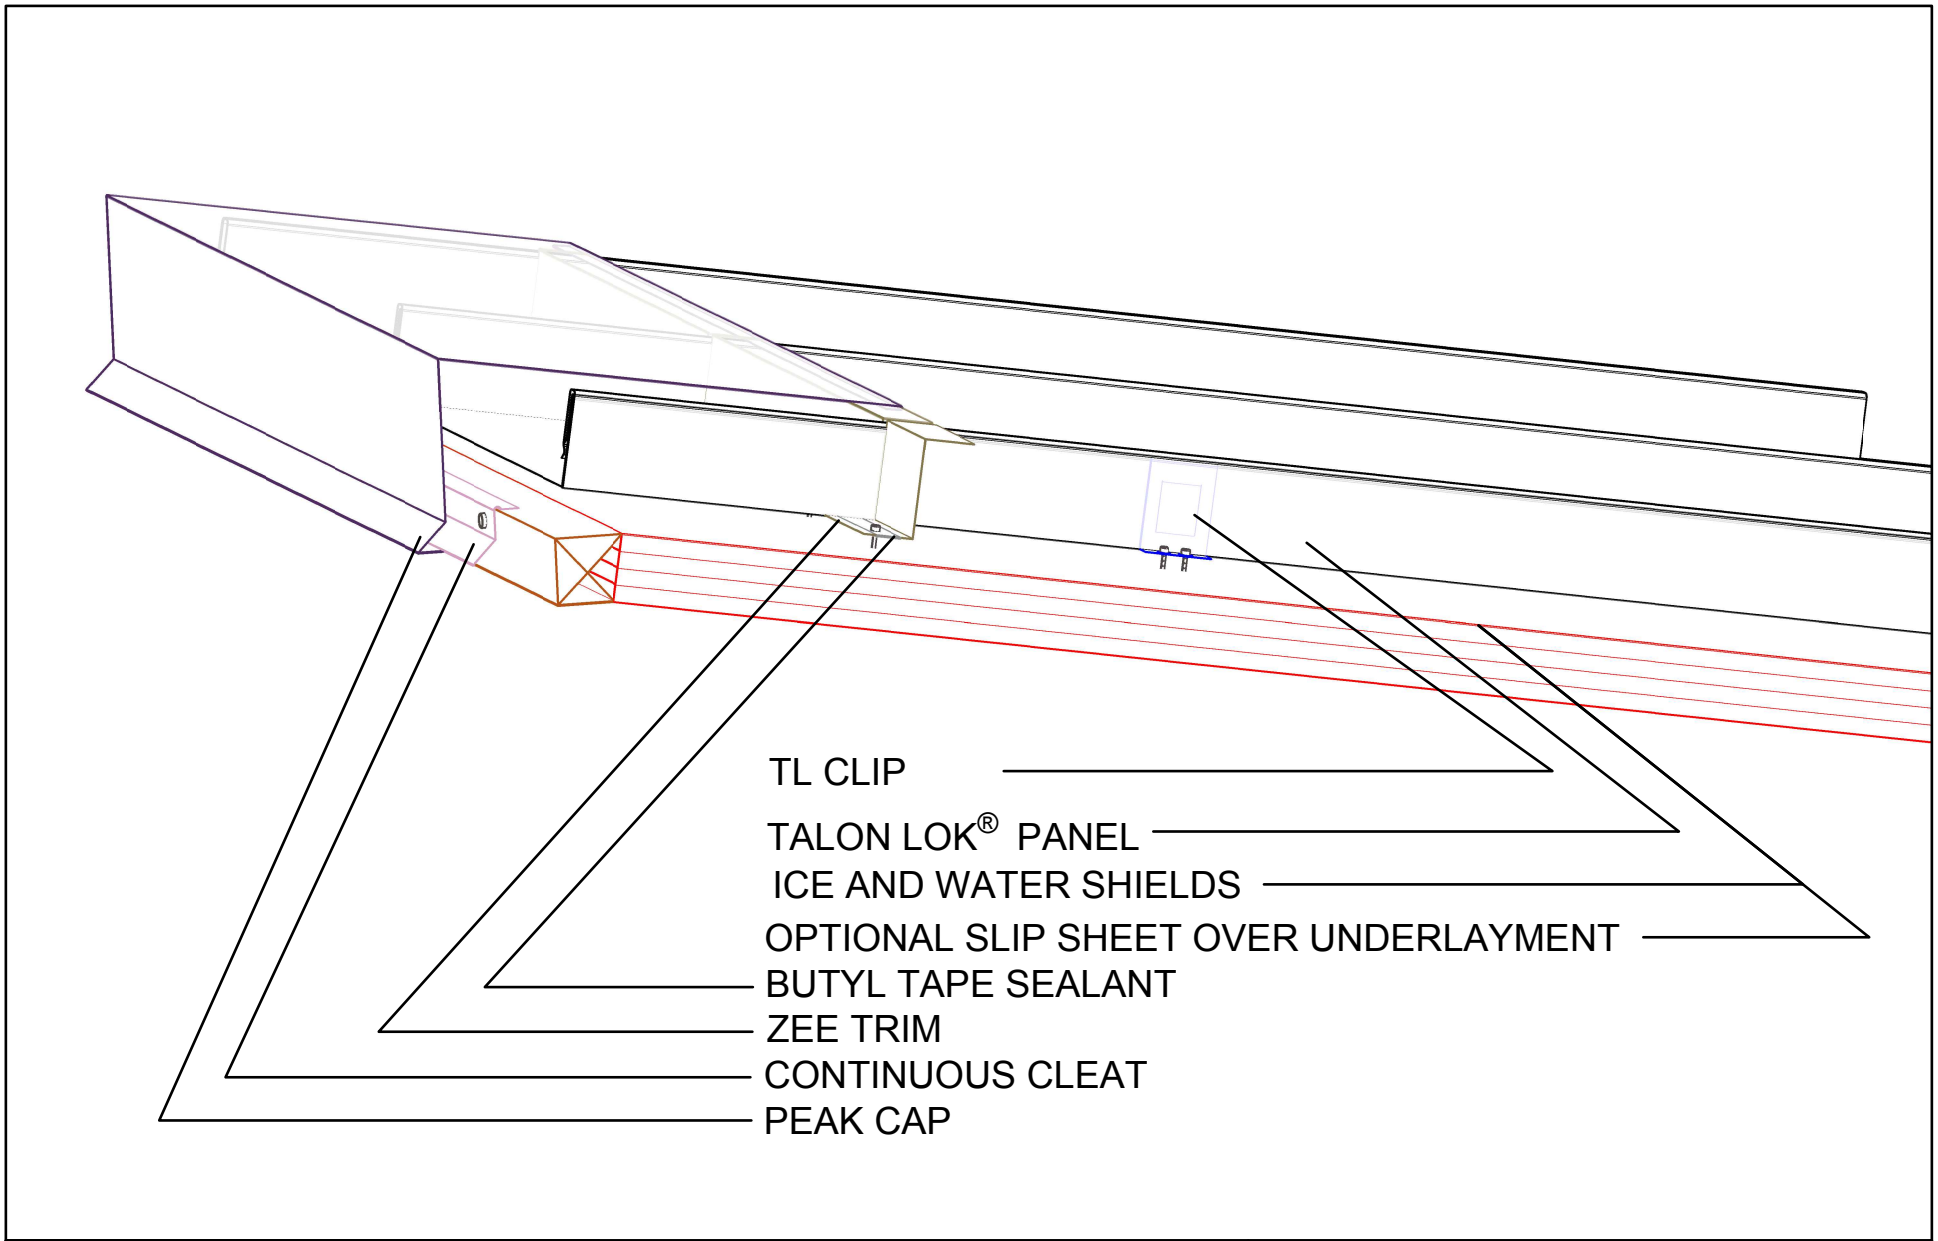 TL CLIP
TALON LOK® PANEL
ICE AND WATER SHIELDS
OPTIONAL SLIP SHEET OVER UNDERLAYMENT
BUTYL TAPE SEALANT
ZEE TRIM
CONTINUOUS CLEAT
PEAK CAP